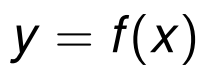 y = f(x)